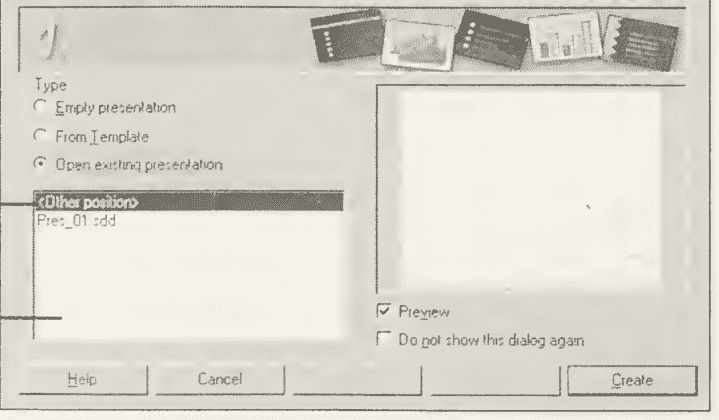 Type
Empty presentation
From Template
Open existing presentation
<Other position>
Pres_01.sdd
Preview
Do not show this dialog again
Help
Cancel
Create